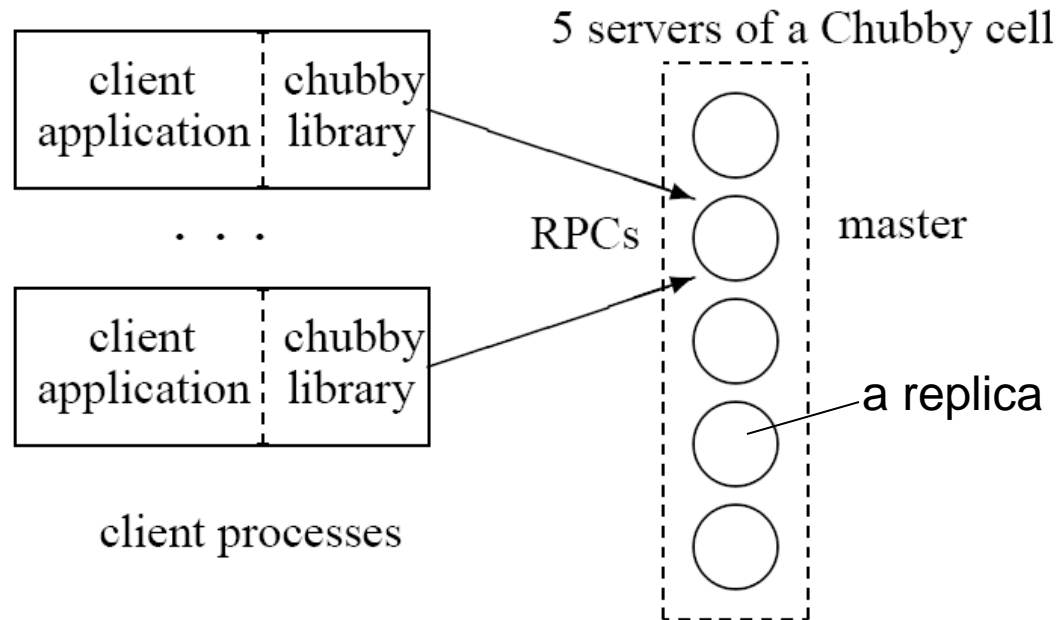 5 servers of a Chubby cell
client
application
chubby
library
. . .
RPCs
master
client
application
chubby
library
a replica
client processes